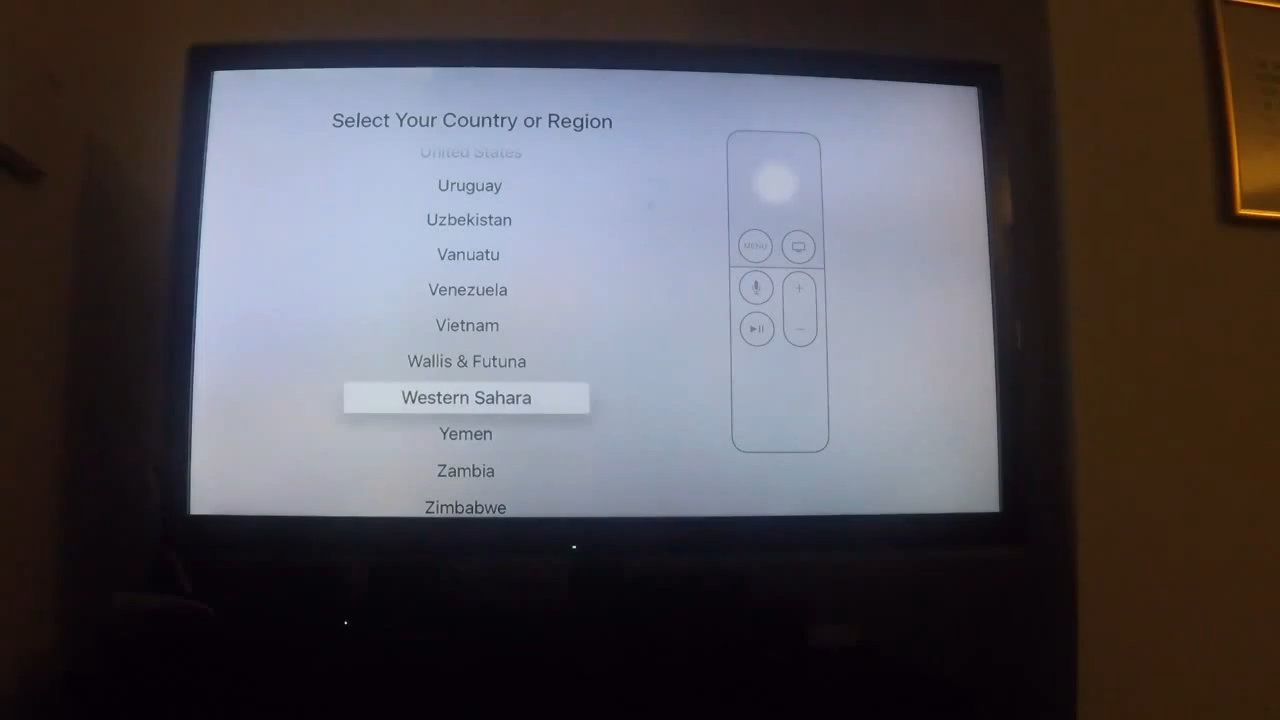 Select Your Country or Region
United States
Uruguay
Uzbekistan
Vanuatu
Venezuela
Vietnam
Wallis & Futuna
Western Sahara
Yemen
Zambia
Zimbabwe
MENU
+
−